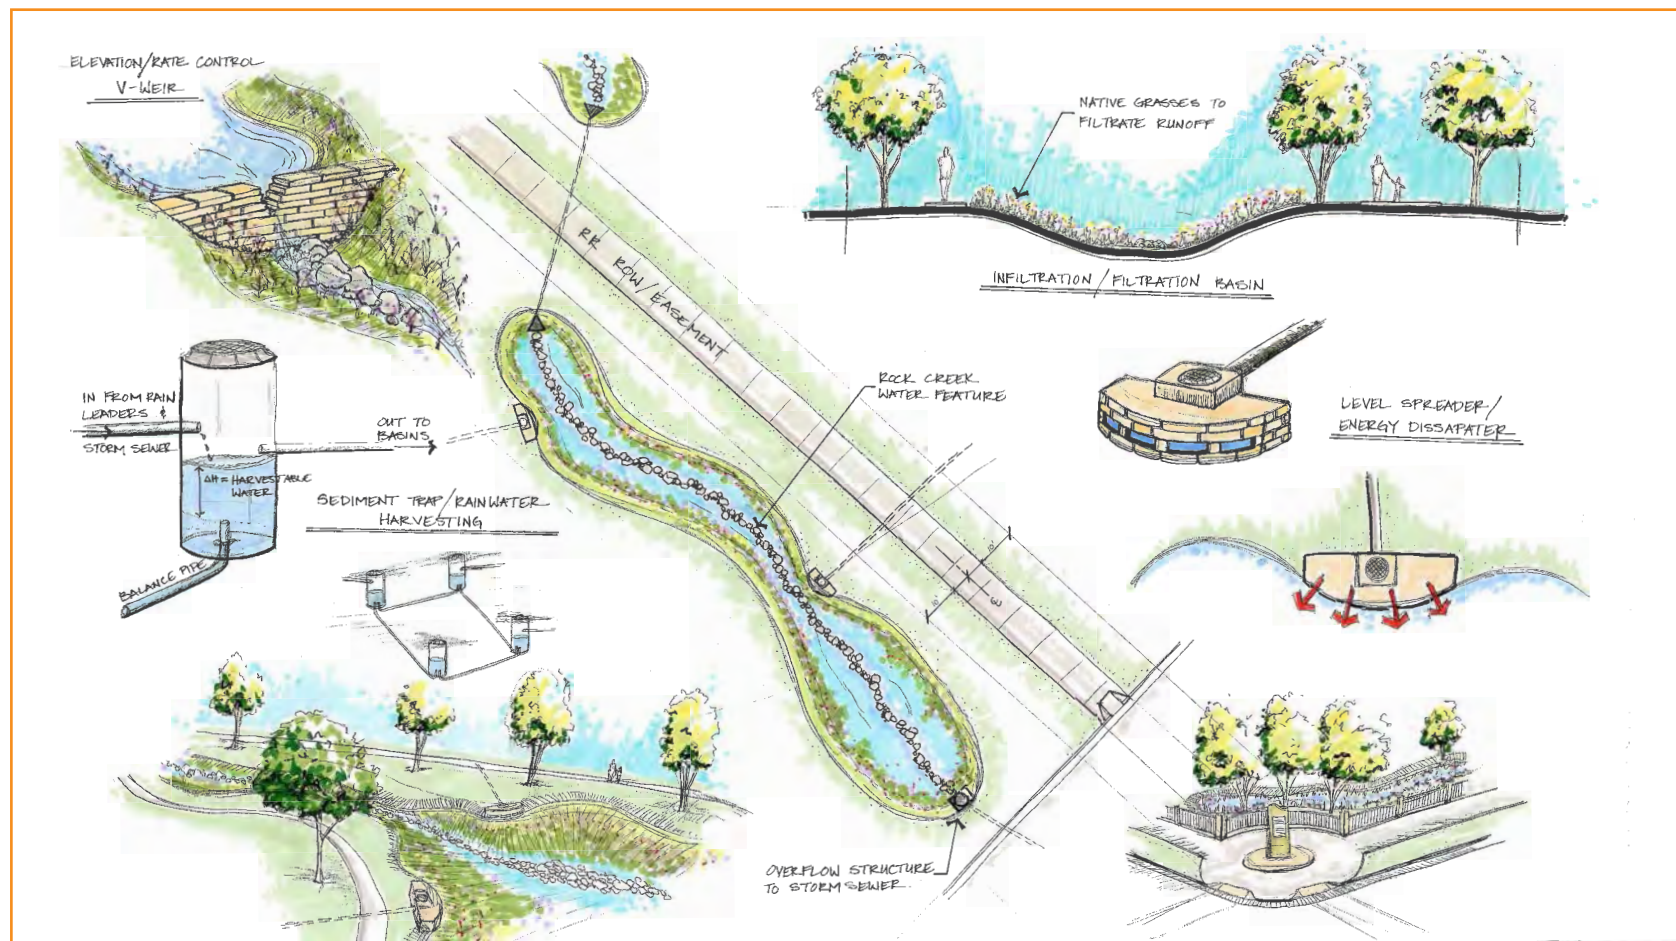 ELEVATION/RATE CONTROL
V-WEIR
NATIVE GRASSES TO
FILTRATE RUNOFF
INFILTRATION/FILTRATION BASIN
RR ROW/EASEMENT
ROCK CREEK
WATER FEATURE
LEVEL SPREADER/
ENERGY DISSAPATER
IN FROM RAIN
LEADERS &
STORM SEWER
OUT TO
BASINS
ΔH = HARVESTABLE
WATER
SEDIMENT TRAP/RAINWATER
HARVESTING
BALANCE PIPE
OVERFLOW STRUCTURE
TO STORM SEWER